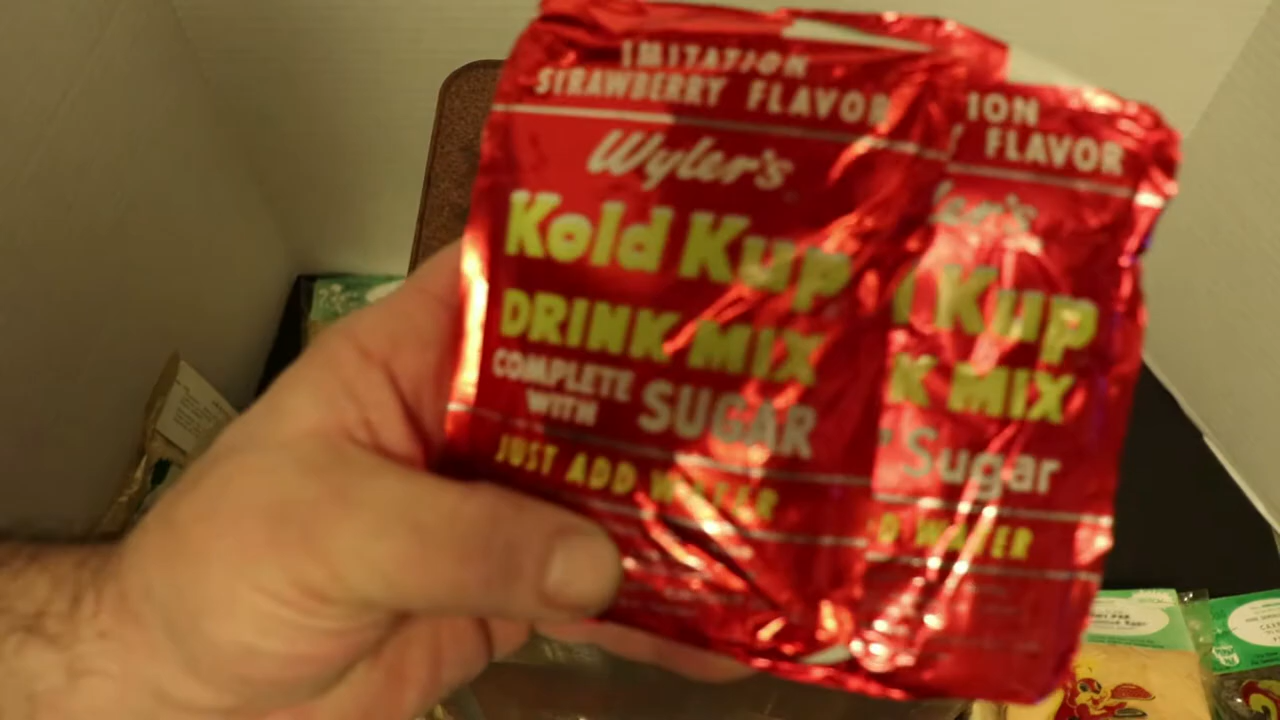 IMITATION
STRAWBERRY FLAVOR
Wyler's
Kold Kup
DRINK MIX
COMPLETE
WITH SUGAR
JUST ADD WATER
ION
FLAVOR
ler's
Kup
K MIX
Sugar
D WATER